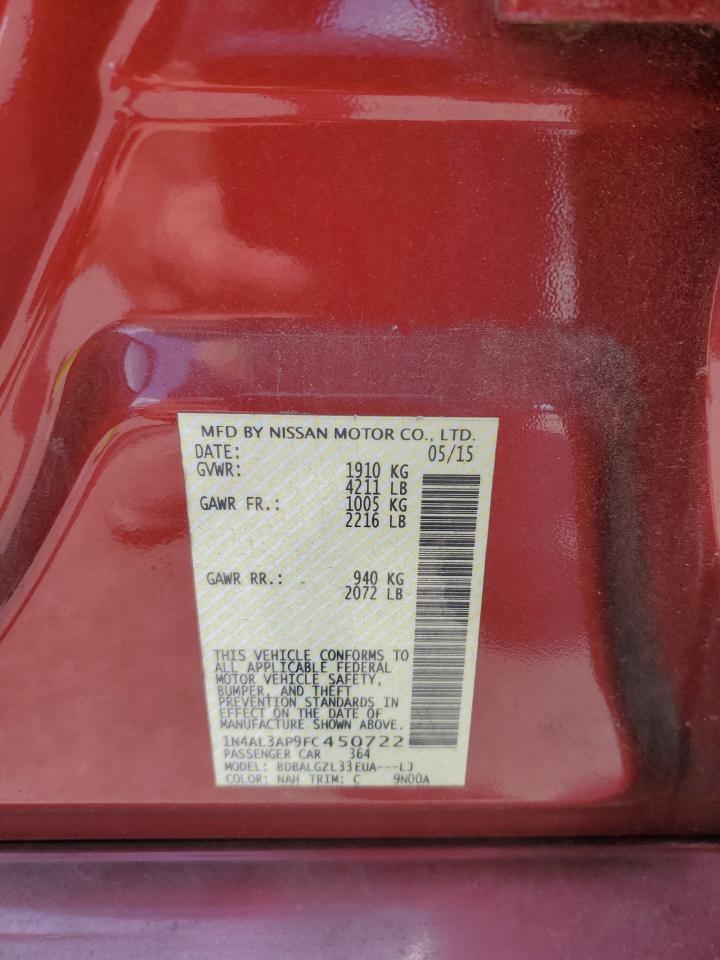 MFD BY NISSAN MOTOR CO., LTD.
DATE: 05/15
GVWR: 1910 KG
4211 LB
GAWR FR.: 1005 KG
2216 LB
GAWR RR.: 940 KG
2072 LB
THIS VEHICLE CONFORMS TO
ALL APPLICABLE FEDERAL
MOTOR VEHICLE SAFETY,
BUMPER, AND THEFT
PREVENTION STANDARDS IN
EFFECT ON THE DATE OF
MANUFACTURE SHOWN ABOVE.
1N4AL3AP9FC450722
PASSENGER CAR 364
MODEL: BDBALGZL33EUA---LJ
COLOR: NAH TRIM: C 9N00A